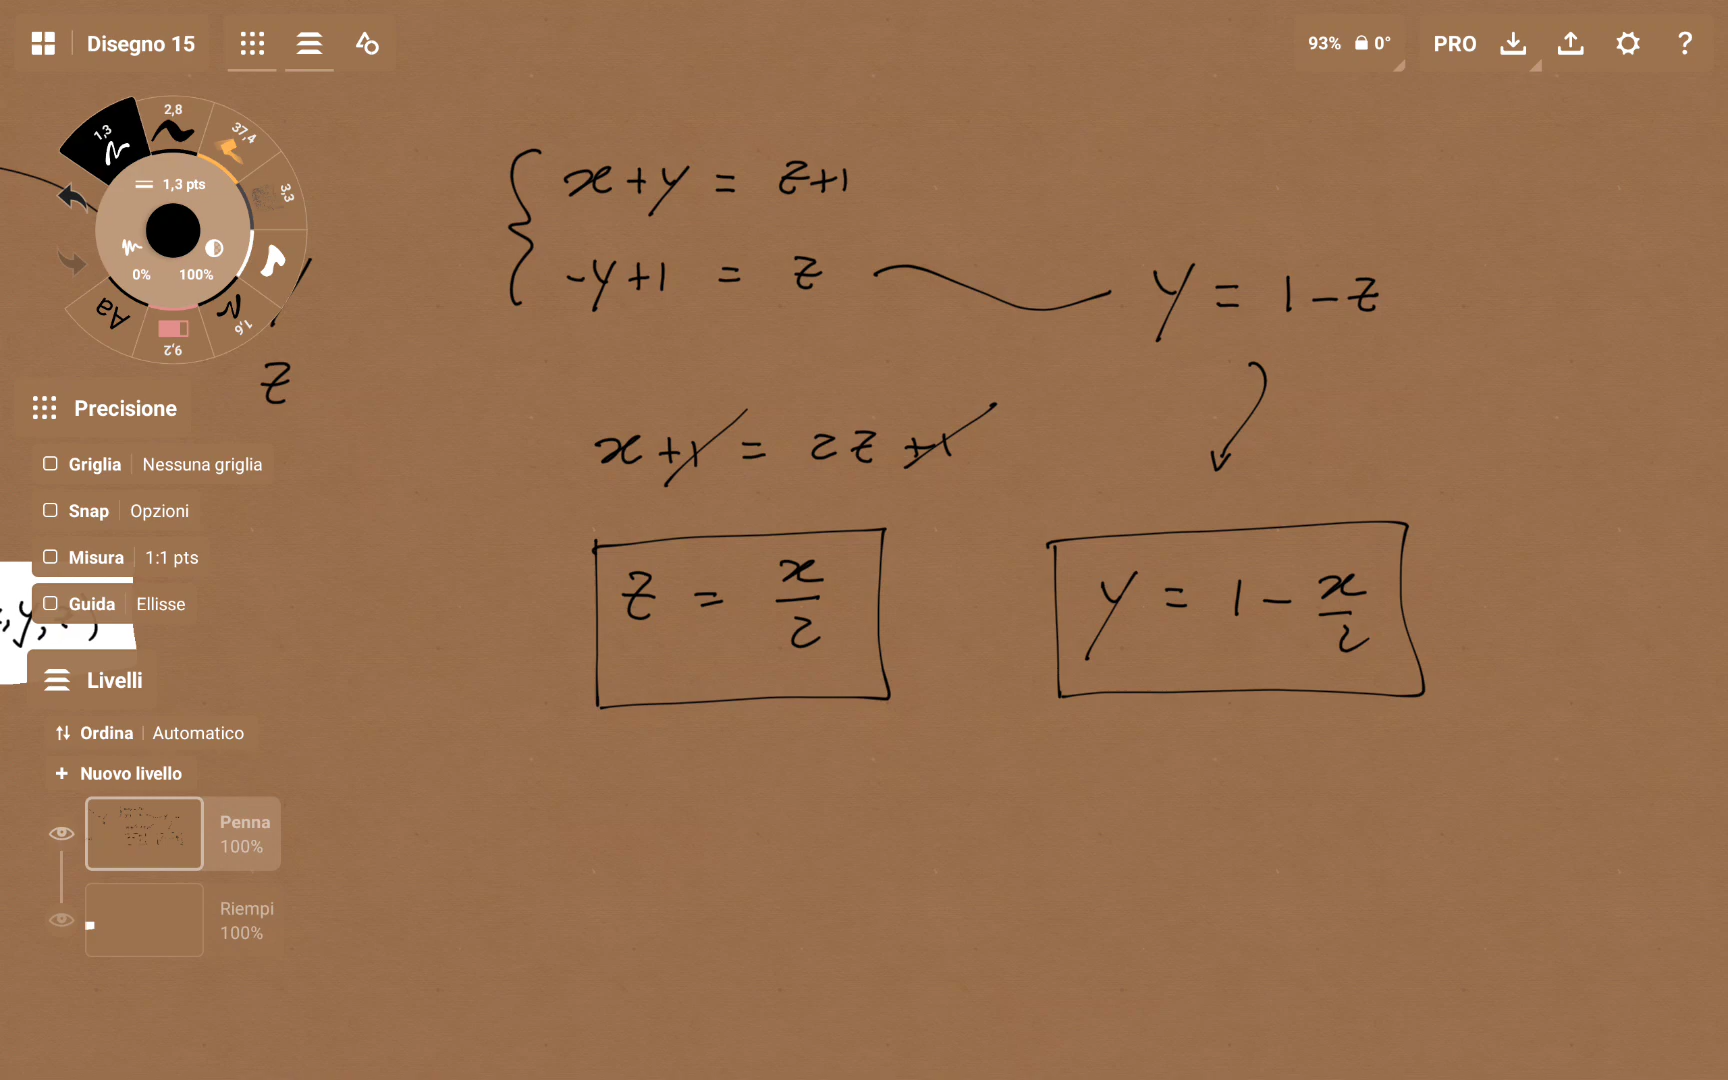 Disegno 15
93% 0° PRO ?
2,8
1,3
37,4
3,3
1,3 pts
0% 100%
Aa
9,2
1,6
x+y = z+1
-y+1 = z
y = 1-z
z
x+1 = 2z +1
z = x/2
y = 1 - x/2
Precisione
Griglia Nessuna griglia
Snap Opzioni
Misura 1:1 pts
Guida Ellisse
,y,
Livelli
Ordina Automatico
+ Nuovo livello
Penna
100%
Riempi
100%